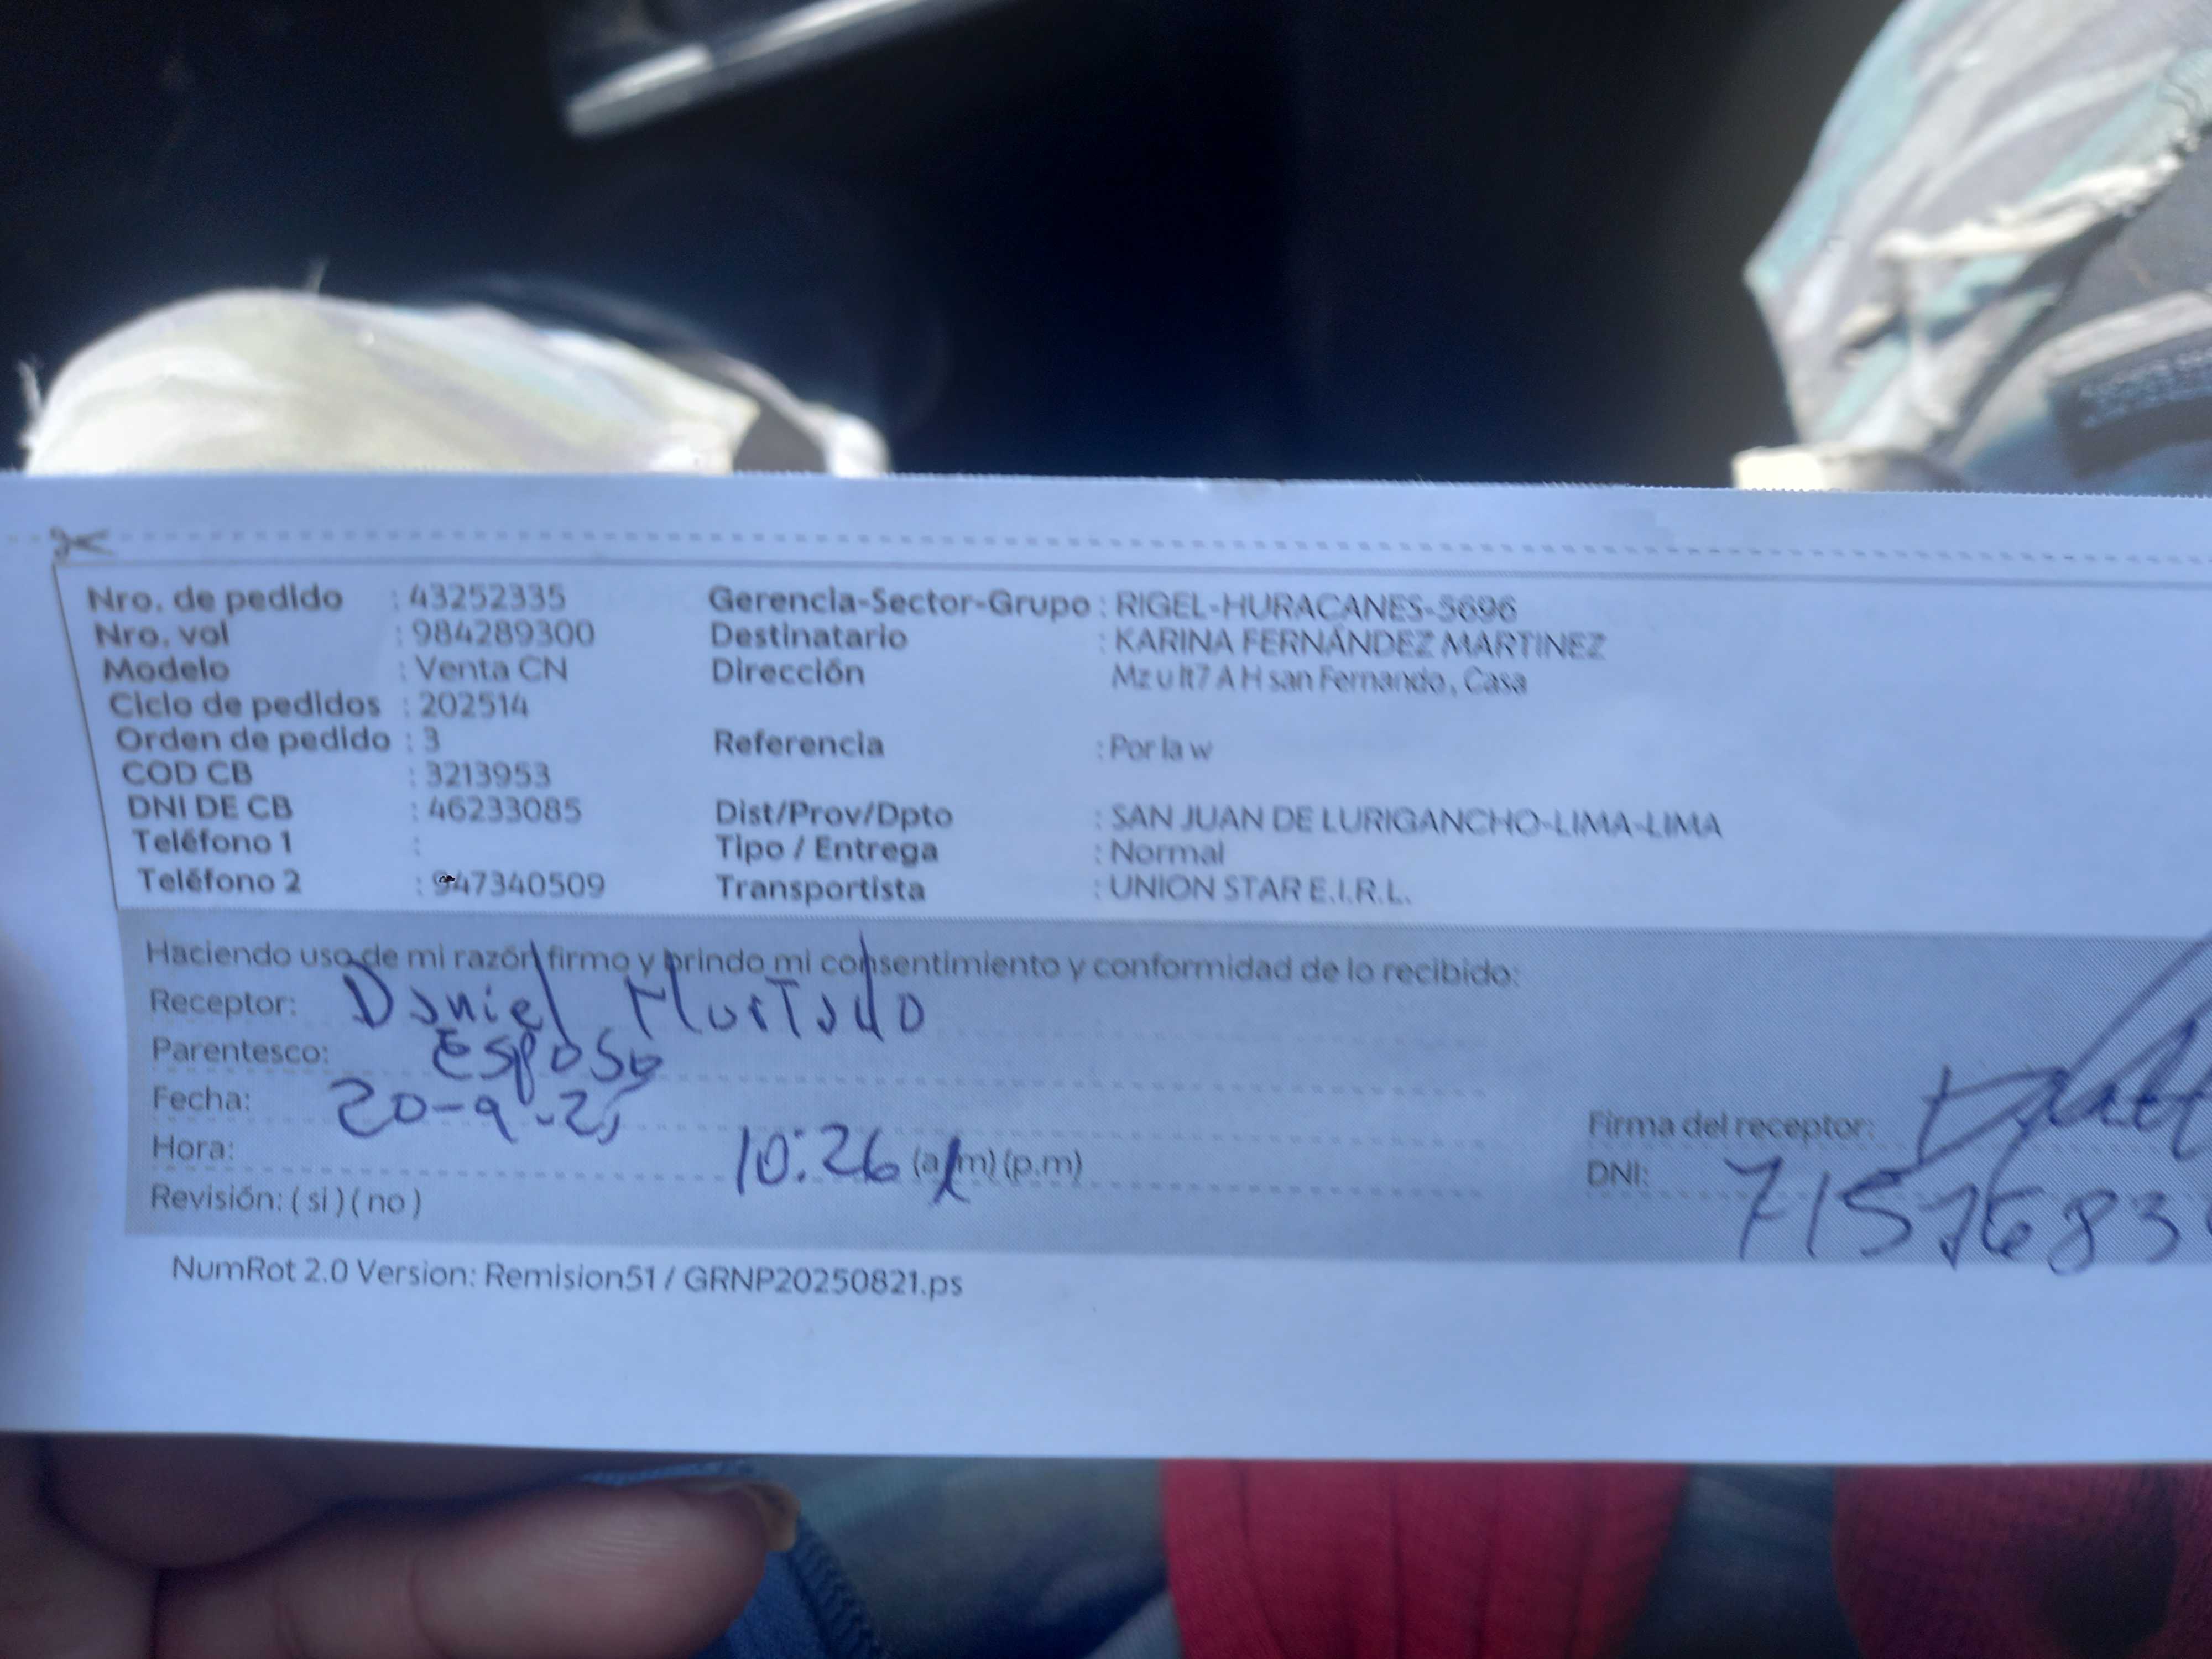 Nro. de pedido : 43252335 Gerencia-Sector-Grupo : RIGEL-HURACANES-5696
Nro. vol : 984289300 Destinatario : KARINA FERNÁNDEZ MARTINEZ
Modelo : Venta CN Dirección Mz u lt7 A H san Fernando, Casa
Ciclo de pedidos : 202514
Orden de pedido : 3 Referencia : Por la w
COD CB : 3213953
DNI DE CB : 46233085 Dist/Prov/Dpto : SAN JUAN DE LURIGANCHO-LIMA-LIMA
Teléfono 1 : Tipo / Entrega : Normal
Teléfono 2 : 947340509 Transportista : UNION STAR E.I.R.L.
Haciendo uso de mi razón firmo y brindo mi consentimiento y conformidad de lo recibido:
Receptor: Daniel
Parentesco: Esposo
Fecha: 20-9-25
Hora: 10:26 (a.m) (p.m)
Revisión: ( si ) ( no )
Firma del receptor:
DNI:
NumRot 2.0 Version: Remision51 / GRNP20250821.ps